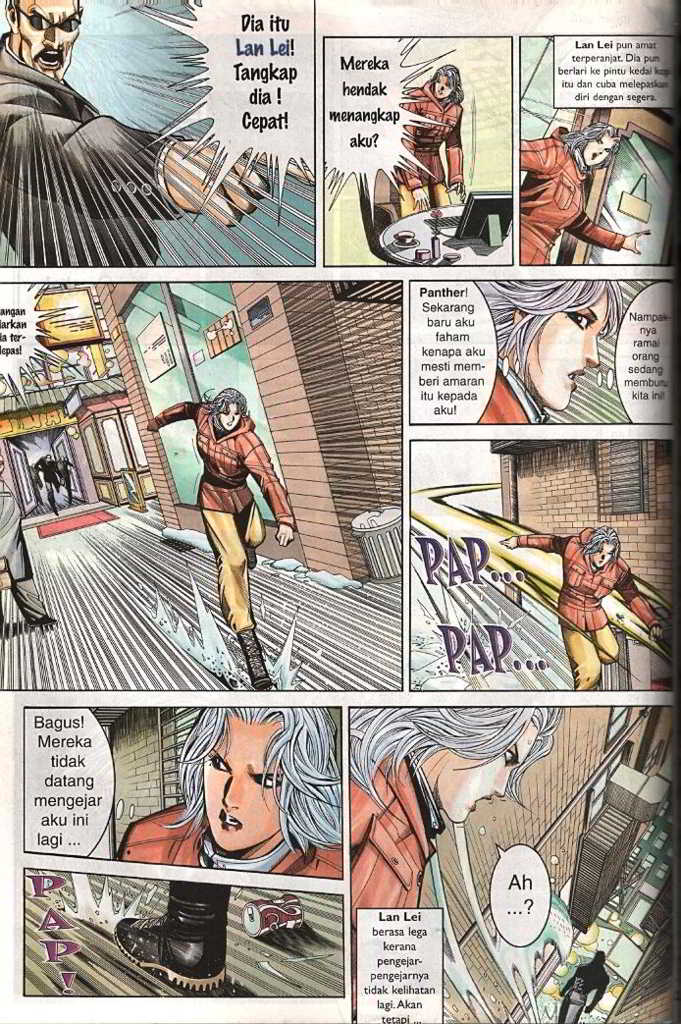 Dia itu
Lan Lei!
Tangkap
dia !
Cepat!
Mereka
hendak
menangkap
aku?
Lan Lei pun amat
terperanjat. Dia pun
berlari ke pintu kedai
itu dan cuba melepaskan
diri dengan segera.
Panther!
Sekarang
baru aku
faham
kenapa aku
mesti mem-
beri amaran
itu kepada
aku!
Nampak-
nya
ramai
orang
sedang
memburu
kita ini!
PAP....
PAP....
Bagus!
Mereka
tidak
datang
mengejar
aku ini
lagi ...
PAP!
Ah
...?
Lan Lei
berasa lega
kerana
pengejar-
pengejarnya
tidak kelihatan
lagi. Akan
tetapi ...